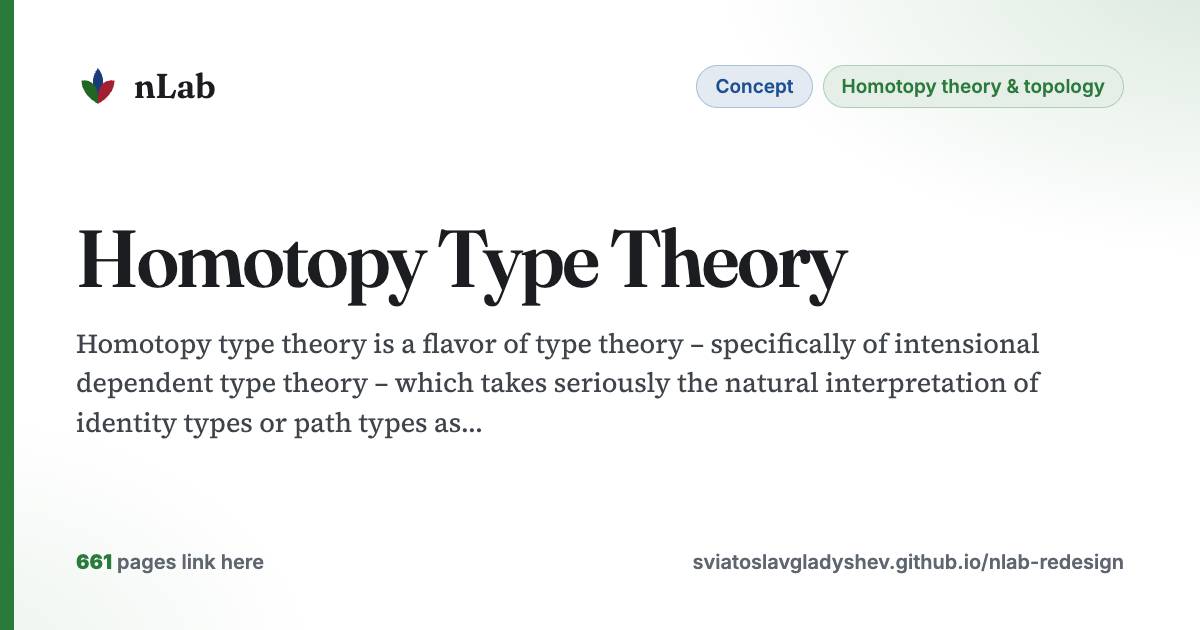 nLab
Concept
Homotopy theory & topology
Homotopy Type Theory
Homotopy type theory is a flavor of type theory – specifically of intensional
dependent type theory – which takes seriously the natural interpretation of
identity types or path types as...
661 pages link here
sviatoslavgladyshev.github.io/nlab-redesign